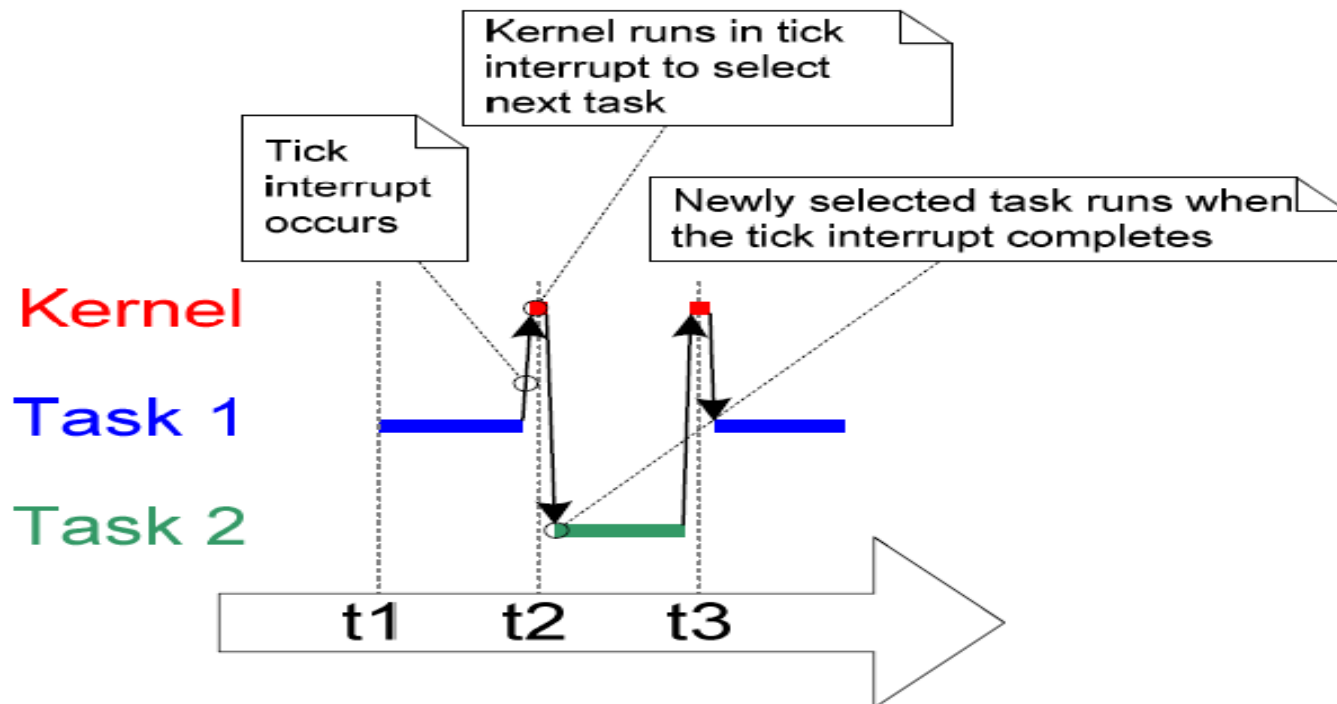 Kernel runs in tick
interrupt to select
next task
Tick
interrupt
occurs
Newly selected task runs when
the tick interrupt completes
Kernel
Task 1
Task 2
t1 t2 t3